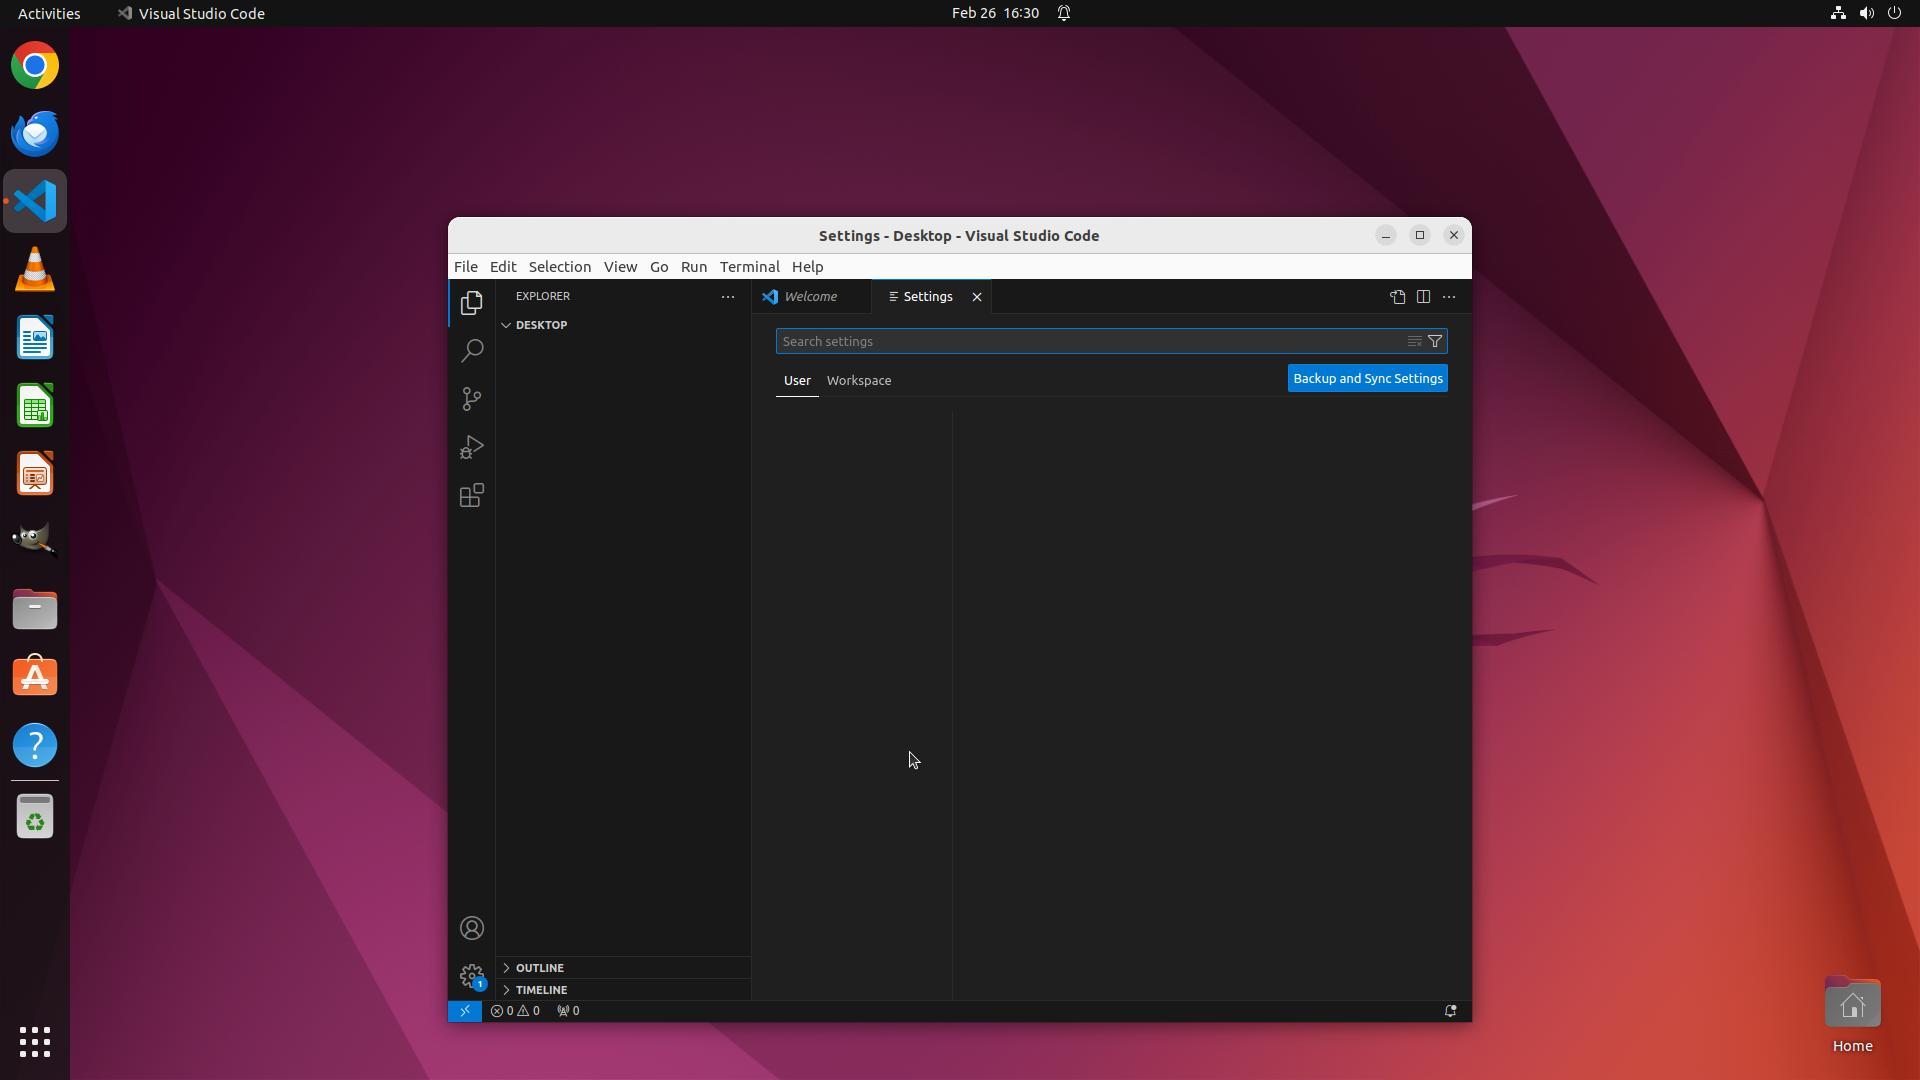 Activities
Visual Studio Code
Feb 26 16:30
Settings - Desktop - Visual Studio Code
File Edit Selection View Go Run Terminal Help
EXPLORER
Welcome
Settings
DESKTOP
Search settings
User
Workspace
Backup and Sync Settings
OUTLINE
1
TIMELINE
0 0 0
Home